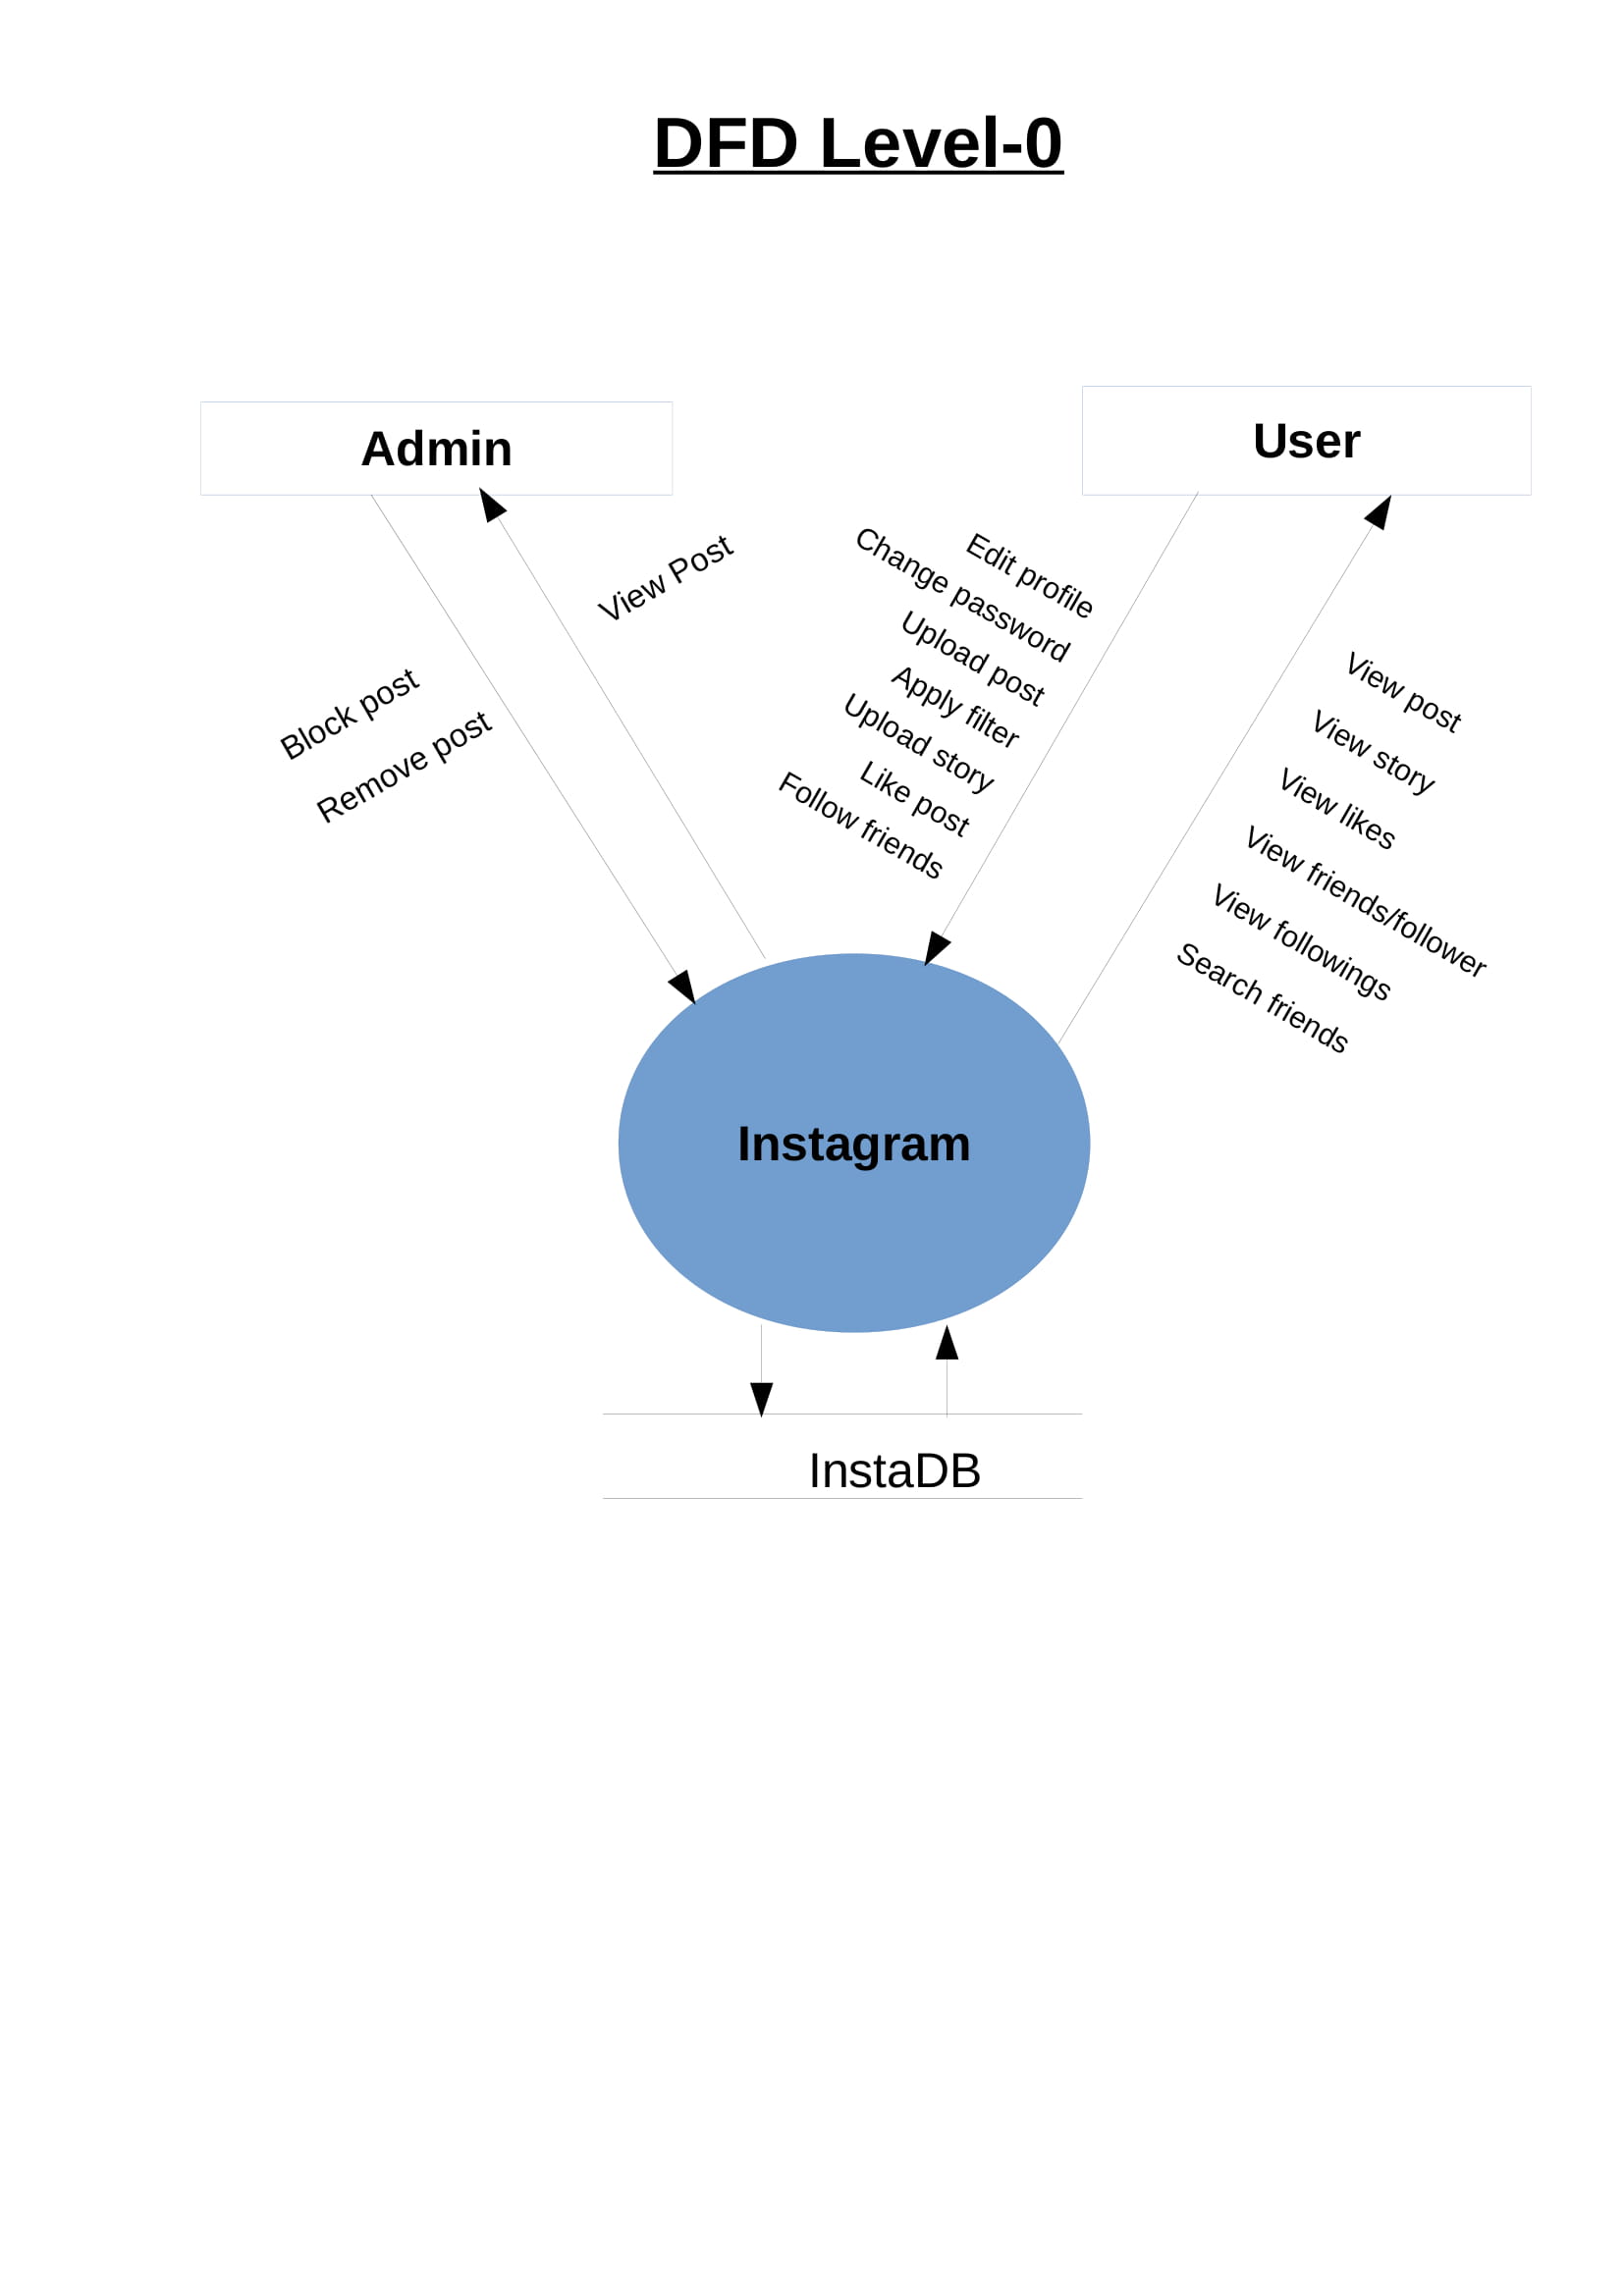 DFD Level-0
Admin
User
View Post
Block post
Remove post
Edit profile
Change password
Upload post
Apply filter
Upload story
Like post
Follow friends
View post
View story
View likes
View friends/follower
View followings
Search friends
Instagram
InstaDB